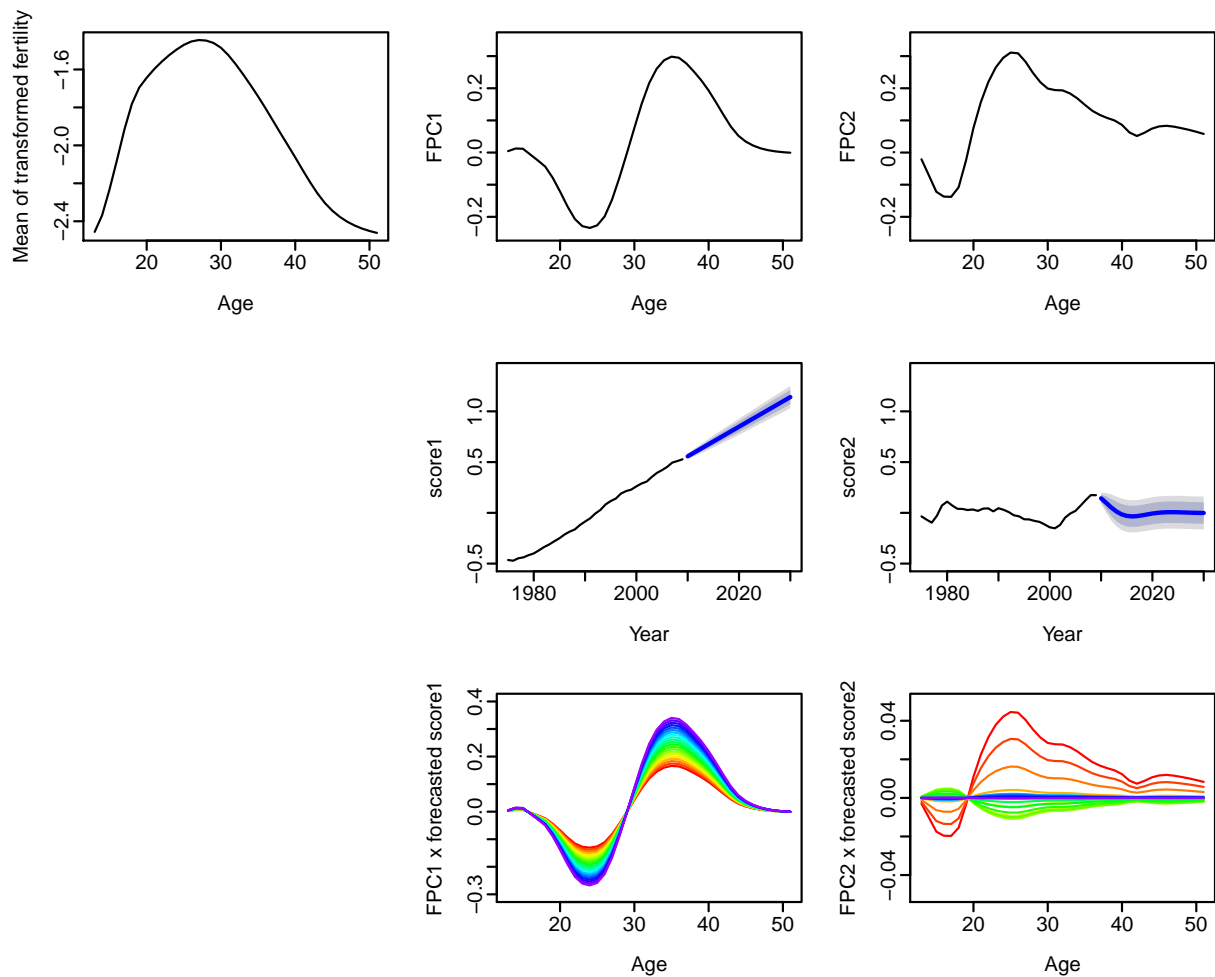 Mean of transformed fertility
−1.6
−2.0
−2.4
20 30 40 50
Age
FPC1
0.2
0.0
−0.2
20 30 40 50
Age
FPC2
0.2
0.0
−0.2
20 30 40 50
Age
score1
1.0
0.5
−0.5
1980 2000 2020
Year
score2
1.0
0.5
−0.5
1980 2000 2020
Year
FPC1 x forecasted score1
0.4
0.2
0.0
−0.3
20 30 40 50
Age
FPC2 x forecasted score2
0.04
0.00
−0.04
20 30 40 50
Age